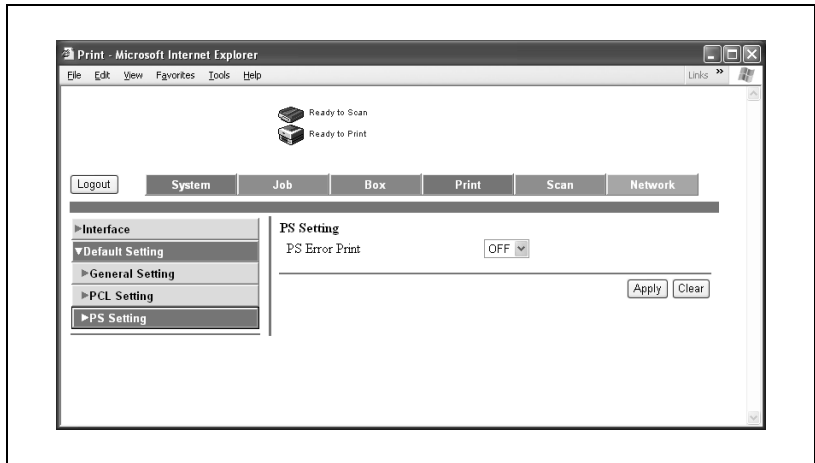 Print - Microsoft Internet Explorer
File Edit View Favorites Tools Help Links »
Ready to Scan
Ready to Print
Logout System Job Box Print Scan Network
▶Interface
▼Default Setting
▶General Setting
▶PCL Setting
▶PS Setting
PS Setting
PS Error Print OFF
Apply Clear